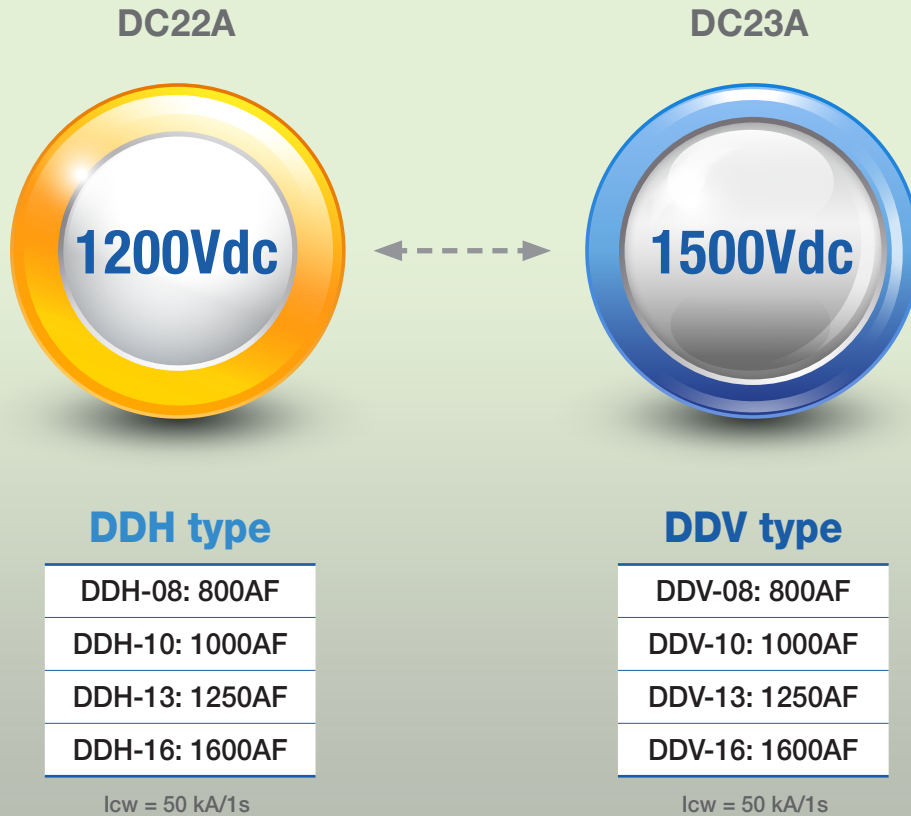 DC22A
1200Vdc
DDH type
DDH-08: 800AF
DDH-10: 1000AF
DDH-13: 1250AF
DDH-16: 1600AF
Icw = 50 kA/1s
DC23A
1500Vdc
DDV type
DDV-08: 800AF
DDV-10: 1000AF
DDV-13: 1250AF
DDV-16: 1600AF
Icw = 50 kA/1s